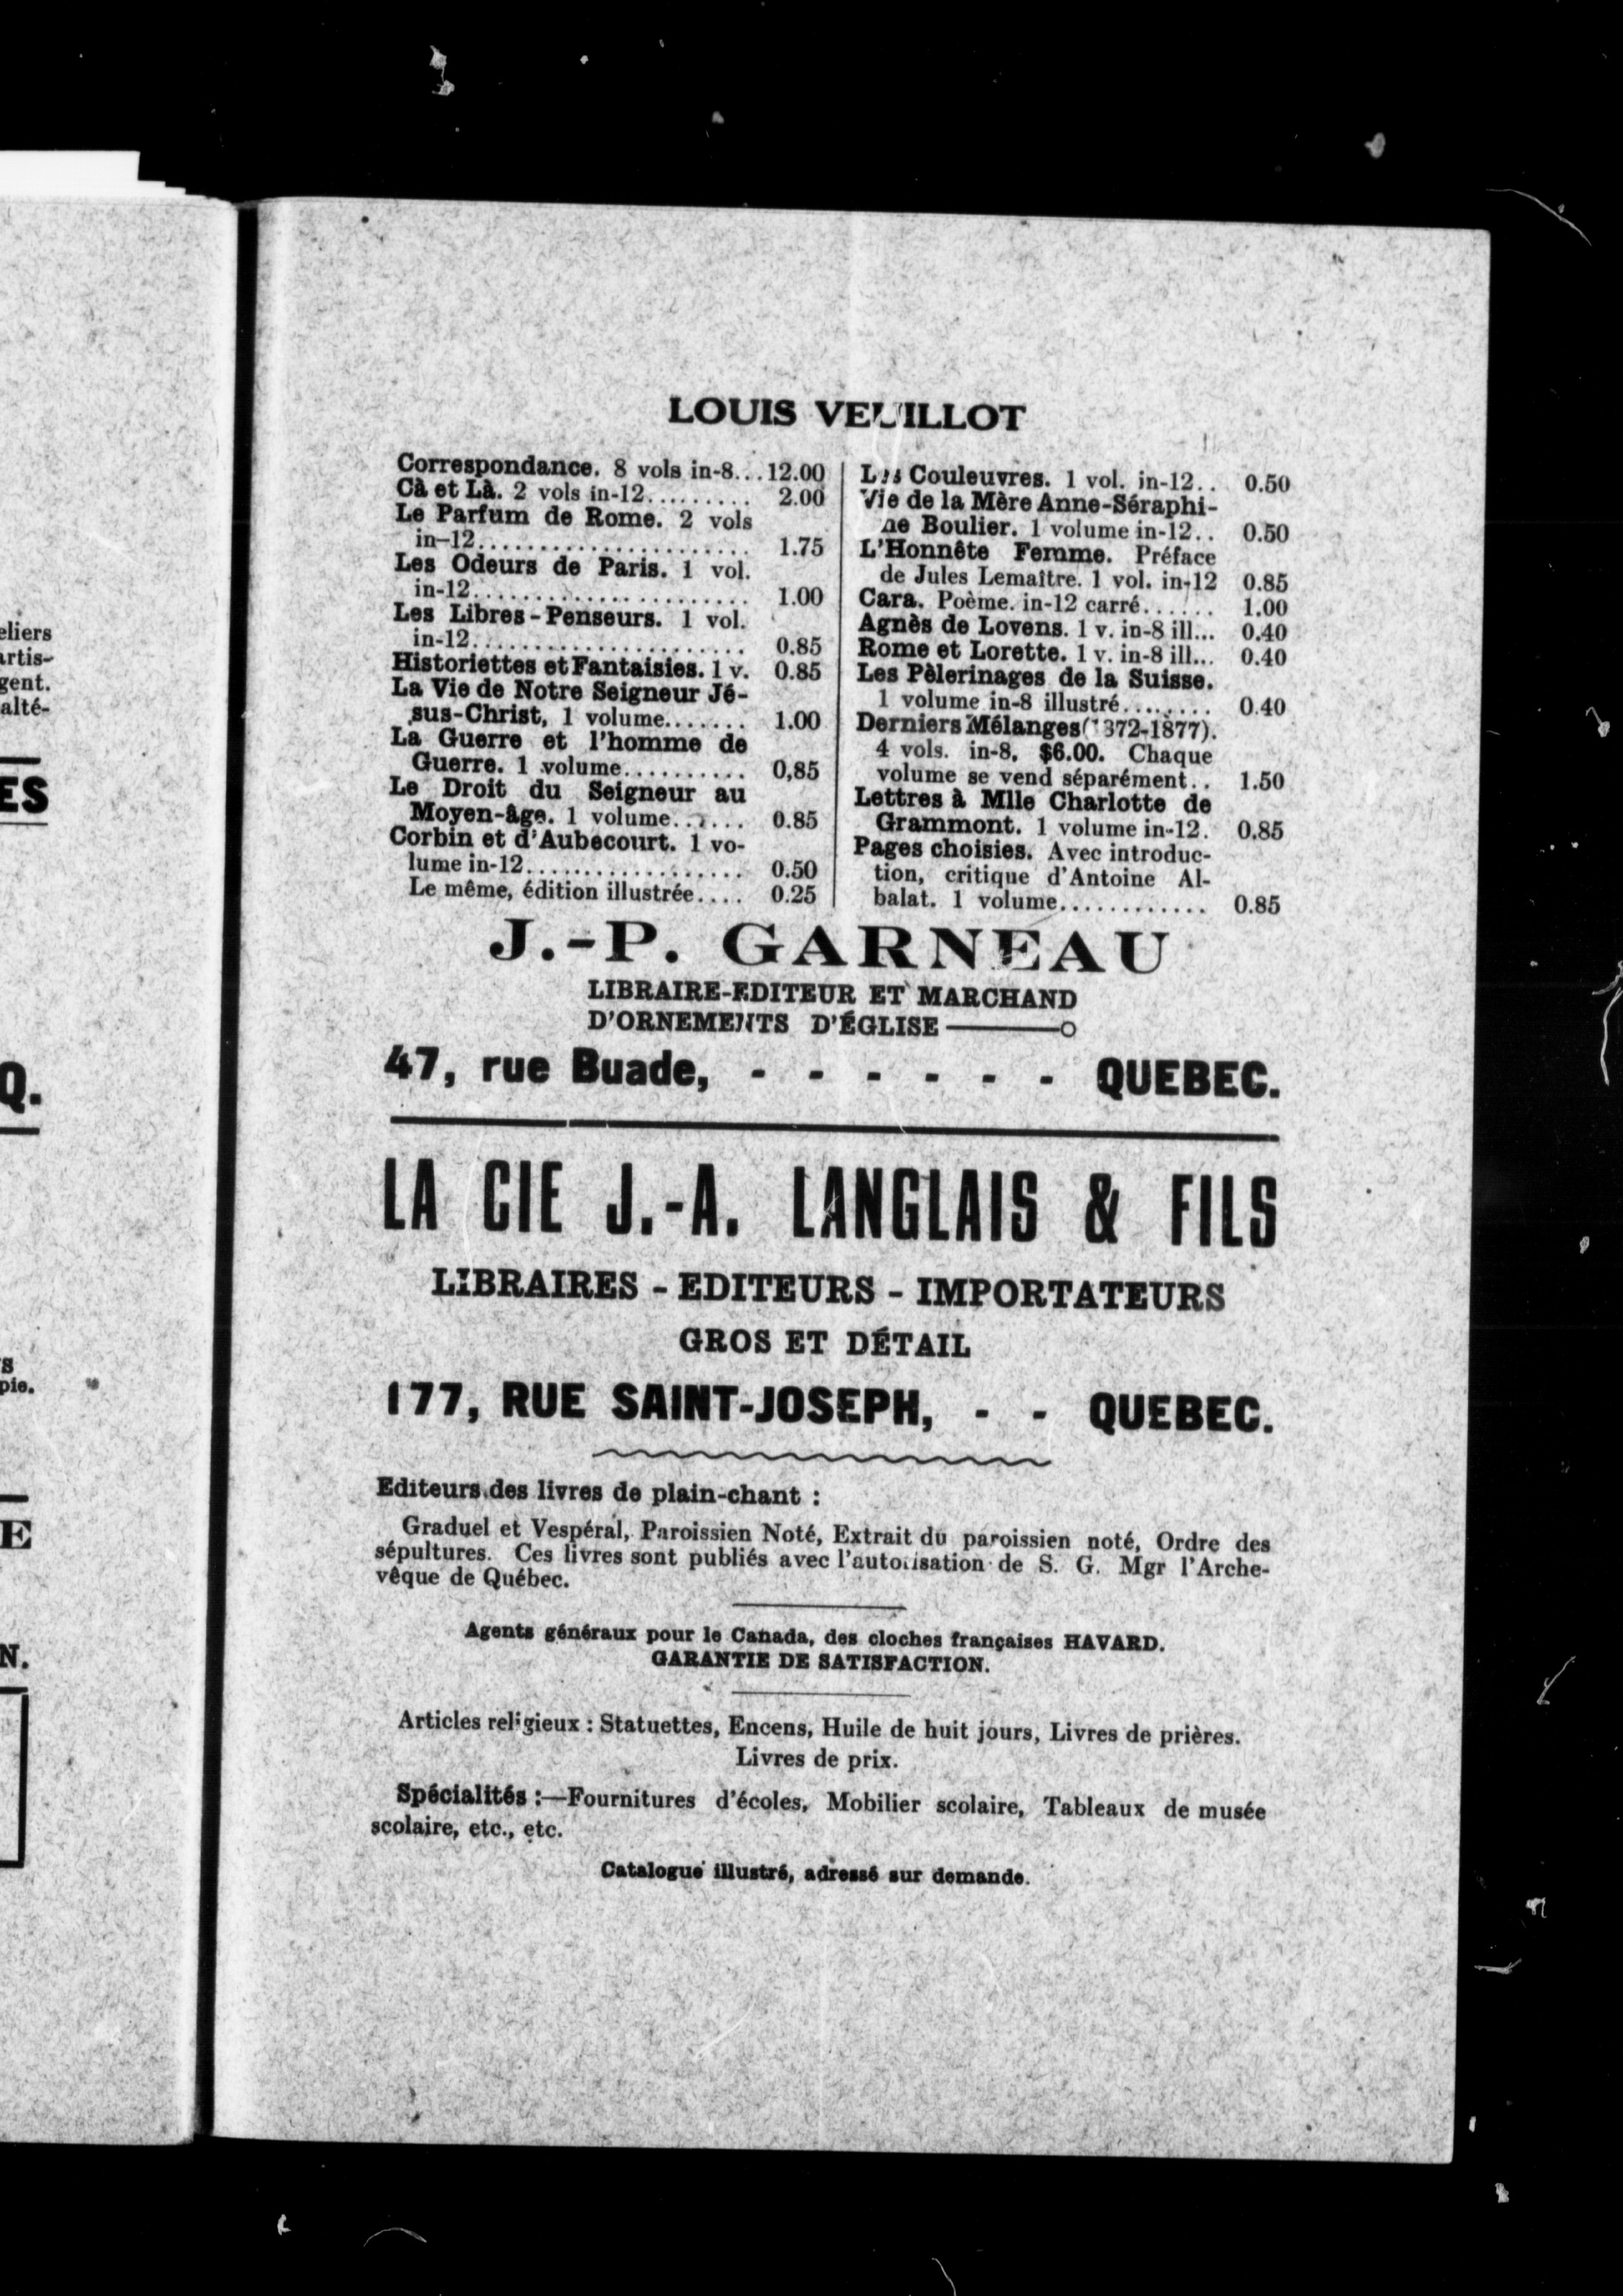 eliers
artis-
gent.
alté-
ES
Q.
s
pie.
E
N.
LOUIS VEUILLOT
Correspondance. 8 vols in-8...12.00
Cà et Là. 2 vols in-12......... 2.00
Le Parfum de Rome. 2 vols
in-12...................... 1.75
Les Odeurs de Paris. 1 vol.
in-12...................... 1.00
Les Libres-Penseurs. 1 vol.
in-12...................... 0.85
Historiettes et Fantaisies. 1 v. 0.85
La Vie de Notre Seigneur Jé-
sus-Christ, 1 volume....... 1.00
La Guerre et l'homme de
Guerre. 1 volume.......... 0,85
Le Droit du Seigneur au
Moyen-âge. 1 volume...... 0.85
Corbin et d'Aubecourt. 1 vo-
lume in-12.................. 0.50
Le même, édition illustrée.... 0.25
Les Couleuvres. 1 vol. in-12.. 0.50
Vie de la Mère Anne-Séraphi-
ne Boulier. 1 volume in-12.. 0.50
L'Honnête Femme. Préface
de Jules Lemaître. 1 vol. in-12 0.85
Cara. Poème. in-12 carré...... 1.00
Agnès de Lovens. 1 v. in-8 ill... 0.40
Rome et Lorette. 1 v. in-8 ill... 0.40
Les Pèlerinages de la Suisse.
1 volume in-8 illustré........ 0.40
Derniers Mélanges (1872-1877).
4 vols. in-8, $6.00. Chaque
volume se vend séparément.. 1.50
Lettres à Mlle Charlotte de
Grammont. 1 volume in-12. 0.85
Pages choisies. Avec introduc-
tion, critique d'Antoine Al-
balat. 1 volume............ 0.85
J.-P. GARNEAU
LIBRAIRE-EDITEUR ET MARCHAND
D'ORNEMENTS D'ÉGLISE
47, rue Buade, - - - - - - QUEBEC.
LA CIE J.-A. LANGLAIS & FILS
LIBRAIRES - EDITEURS - IMPORTATEURS
GROS ET DÉTAIL
177, RUE SAINT-JOSEPH, - - QUEBEC.
Editeurs des livres de plain-chant :
Graduel et Vespéral, Paroissien Noté, Extrait du paroissien noté, Ordre des
sépultures. Ces livres sont publiés avec l'autorisation de S. G. Mgr l'Arche-
vêque de Québec.
Agents généraux pour le Canada, des cloches françaises HAVARD.
GARANTIE DE SATISFACTION.
Articles religieux : Statuettes, Encens, Huile de huit jours, Livres de prières.
Livres de prix.
Spécialités :—Fournitures d'écoles, Mobilier scolaire, Tableaux de musée
scolaire, etc., etc.
Catalogue illustré, adressé sur demande.